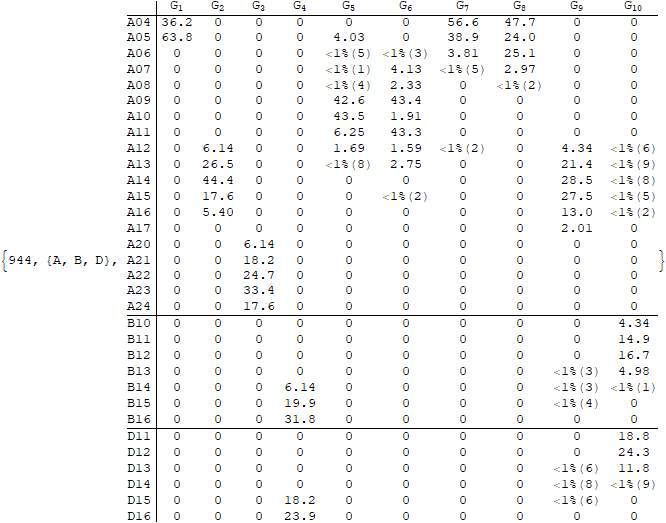 G₁ G₂ G₃ G₄ G₅ G₆ G₇ G₈ G₉ G₁₀
A04 36.2 0 0 0 0 0 56.6 47.7 0 0
A05 63.8 0 0 0 4.03 0 38.9 24.0 0 0
A06 0 0 0 0 <1%(5) <1%(3) 3.81 25.1 0 0
A07 0 0 0 0 <1%(1) 4.13 <1%(5) 2.97 0 0
A08 0 0 0 0 <1%(4) 2.33 0 <1%(2) 0 0
A09 0 0 0 0 42.6 43.4 0 0 0 0
A10 0 0 0 0 43.5 1.91 0 0 0 0
A11 0 0 0 0 6.25 43.3 0 0 0 0
A12 0 6.14 0 0 1.69 1.59 <1%(2) 0 4.34 <1%(6)
A13 0 26.5 0 0 <1%(8) 2.75 0 0 21.4 <1%(9)
A14 0 44.4 0 0 0 0 0 0 28.5 <1%(8)
A15 0 17.6 0 0 0 <1%(2) 0 0 27.5 <1%(5)
A16 0 5.40 0 0 0 0 0 0 13.0 <1%(2)
A17 0 0 0 0 0 0 0 0 2.01 0
A20 0 0 6.14 0 0 0 0 0 0 0
{944, {A, B, D}, A21 0 0 18.2 0 0 0 0 0 0 0 }
A22 0 0 24.7 0 0 0 0 0 0 0
A23 0 0 33.4 0 0 0 0 0 0 0
A24 0 0 17.6 0 0 0 0 0 0 0
B10 0 0 0 0 0 0 0 0 0 4.34
B11 0 0 0 0 0 0 0 0 0 14.9
B12 0 0 0 0 0 0 0 0 0 16.7
B13 0 0 0 0 0 0 0 0 <1%(3) 4.98
B14 0 0 0 6.14 0 0 0 0 <1%(3) <1%(1)
B15 0 0 0 19.9 0 0 0 0 <1%(4) 0
B16 0 0 0 31.8 0 0 0 0 0 0
D11 0 0 0 0 0 0 0 0 0 18.8
D12 0 0 0 0 0 0 0 0 0 24.3
D13 0 0 0 0 0 0 0 0 <1%(6) 11.8
D14 0 0 0 0 0 0 0 0 <1%(8) <1%(9)
D15 0 0 0 18.2 0 0 0 0 <1%(6) 0
D16 0 0 0 23.9 0 0 0 0 0 0